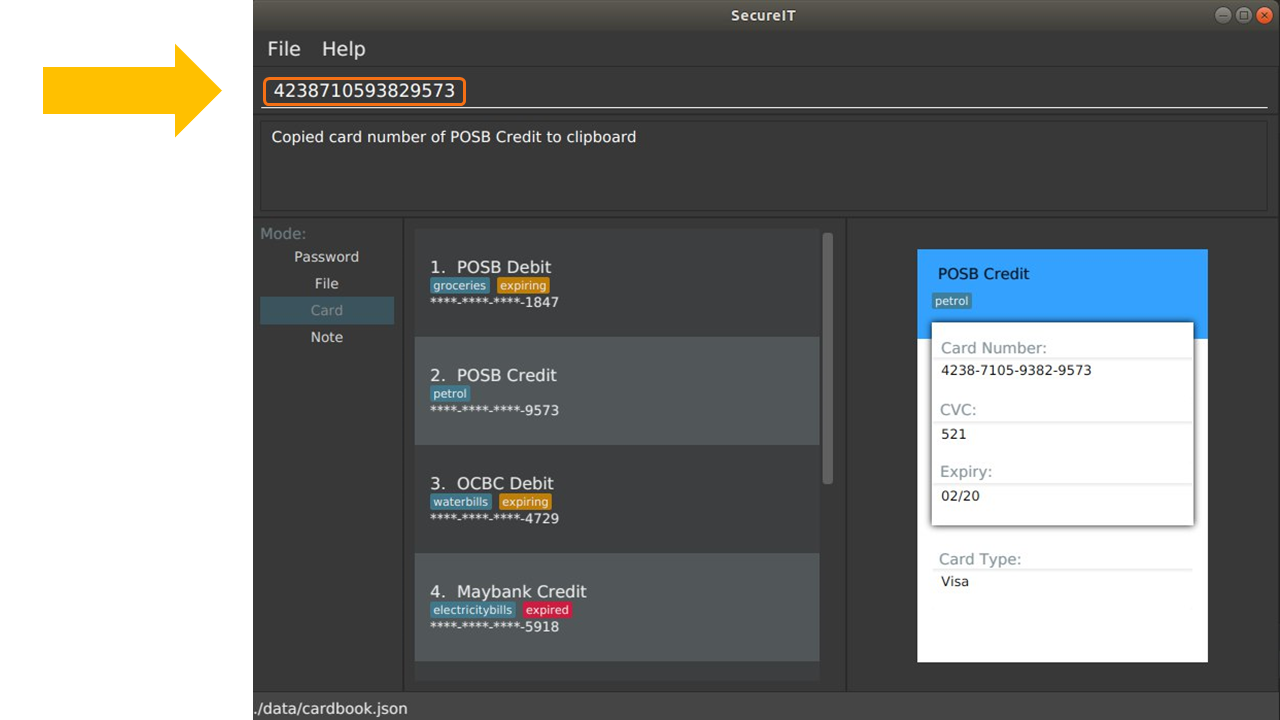 SecureIT
File Help
4238710593829573
Copied card number of POSB Credit to clipboard
Mode:
Password
File
Card
Note
1. POSB Debit
groceries expiring
****-****-****-1847
2. POSB Credit
petrol
****-****-****-9573
3. OCBC Debit
waterbills expiring
****-****-****-4729
4. Maybank Credit
electricitybills expired
****-****-****-5918
POSB Credit
petrol
Card Number:
4238-7105-9382-9573
CVC:
521
Expiry:
02/20
Card Type:
Visa
./data/cardbook.json